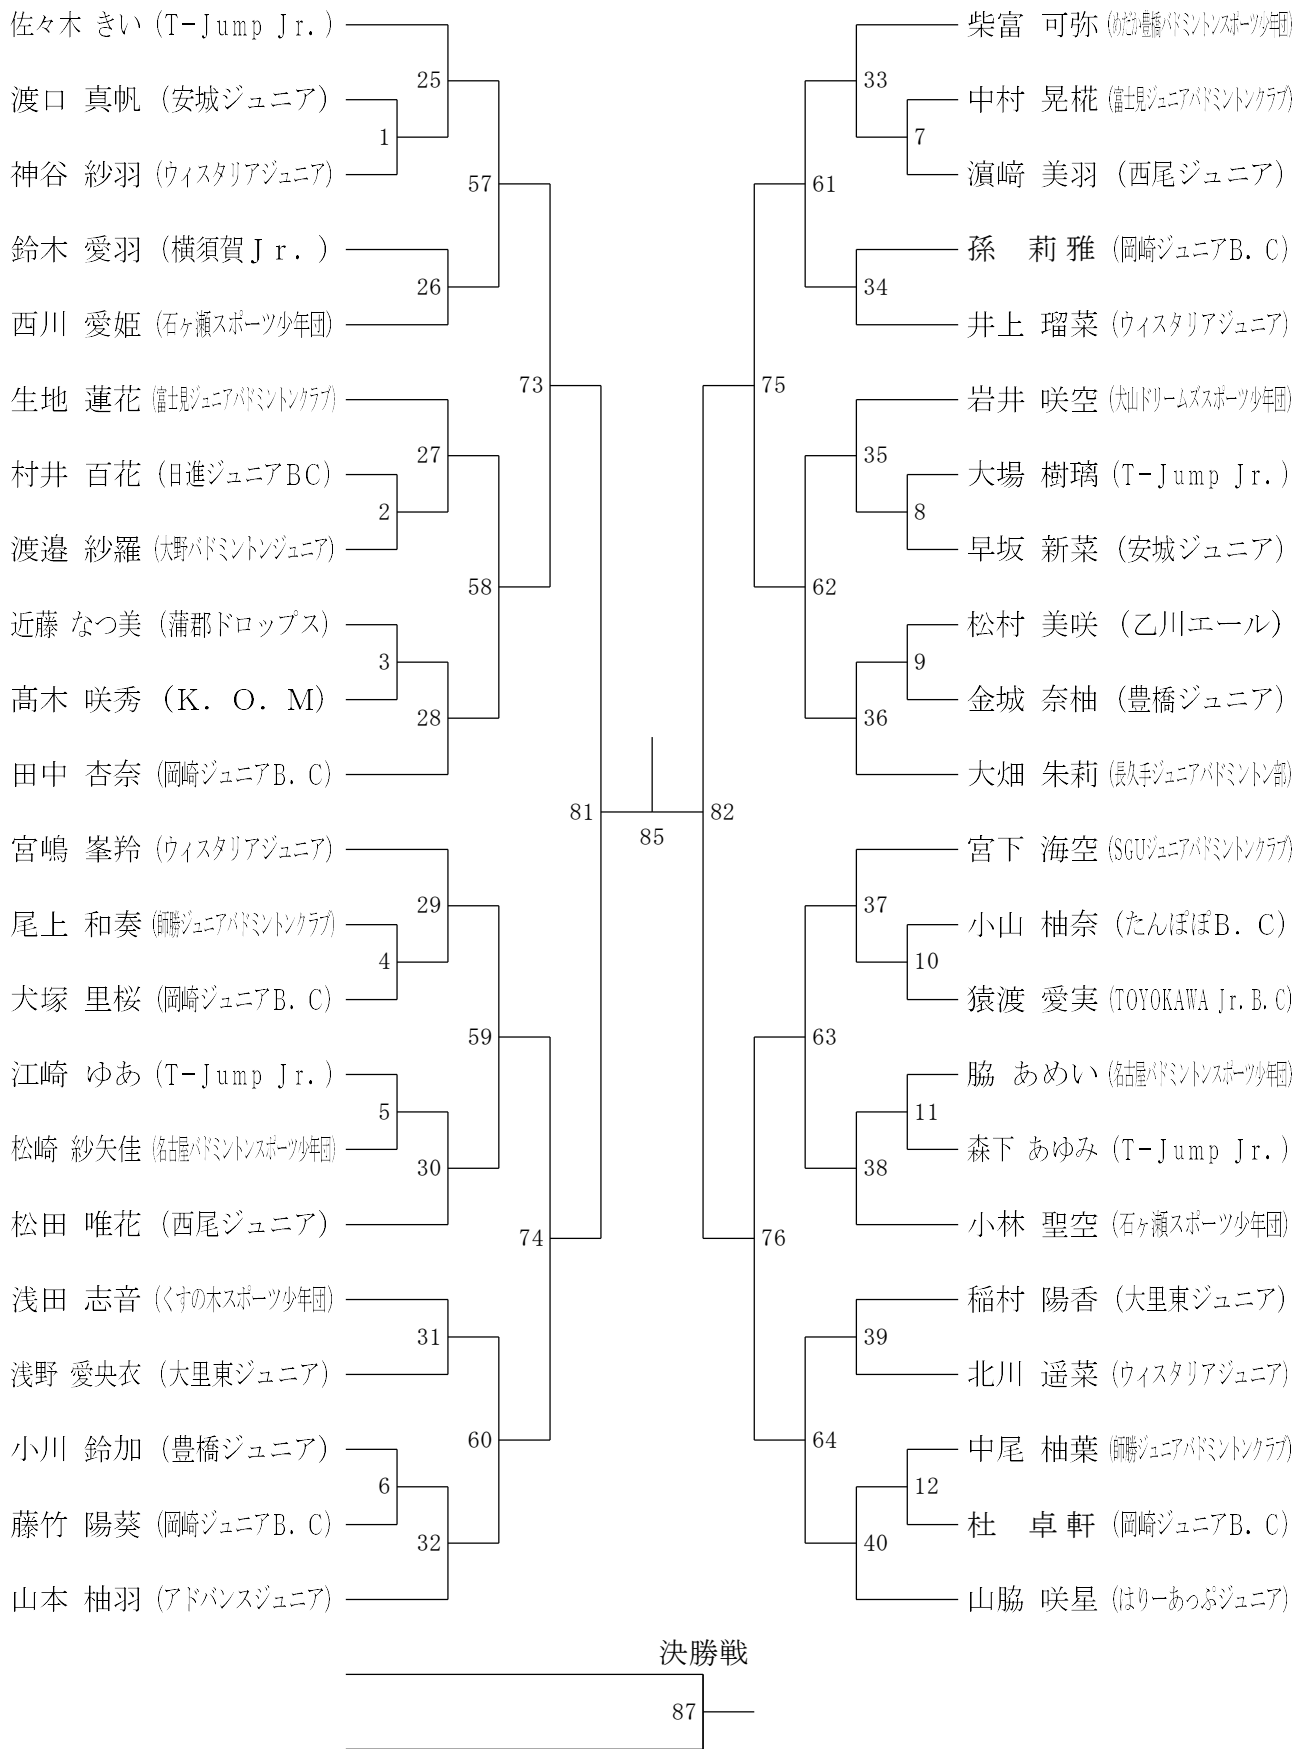 佐々木 きい (T-Jump Jr.)
渡口 真帆 (安城ジュニア)
神谷 紗羽 (ウィスタリアジュニア)
鈴木 愛羽 (横須賀Jr.)
西川 愛姫 (石ヶ瀬スポーツ少年団)
生地 蓮花 (富士見ジュニアバドミントンクラブ)
村井 百花 (日進ジュニアBC)
渡邉 紗羅 (大野バドミントンジュニア)
近藤 なつ美 (蒲郡ドロップス)
髙木 咲秀 (K.O.M)
田中 杏奈 (岡崎ジュニアB.C)
宮嶋 峯羚 (ウィスタリアジュニア)
尾上 和奏 (師勝ジュニアバドミントンクラブ)
犬塚 里桜 (岡崎ジュニアB.C)
江崎 ゆあ (T-Jump Jr.)
松崎 紗矢佳 (名古屋バドミントンスポーツ少年団)
松田 唯花 (西尾ジュニア)
浅田 志音 (くすの木スポーツ少年団)
浅野 愛央衣 (大里東ジュニア)
小川 鈴加 (豊橋ジュニア)
藤竹 陽葵 (岡崎ジュニアB.C)
山本 柚羽 (アドバンスジュニア)
1
2
3
4
5
6
25
26
27
28
29
30
31
32
57
58
59
60
73
74
81
85
82
75
76
61
62
63
64
33
34
35
36
37
38
39
40
7
8
9
10
11
12
柴富 可弥 (めだか豊橋バドミントンスポーツ少年団)
中村 晃椛 (富士見ジュニアバドミントンクラブ)
濵﨑 美羽 (西尾ジュニア)
孫 莉雅 (岡崎ジュニアB.C)
井上 瑠菜 (ウィスタリアジュニア)
岩井 咲空 (犬山ドリームズスポーツ少年団)
大場 樹璃 (T-Jump Jr.)
早坂 新菜 (安城ジュニア)
松村 美咲 (乙川エール)
金城 奈柚 (豊橋ジュニア)
大畑 朱莉 (長久手ジュニアバドミントン部)
宮下 海空 (SGUジュニアバドミントンクラブ)
小山 柚奈 (たんぽぽB.C)
猿渡 愛実 (TOYOKAWA Jr.B.C)
脇 あめい (名古屋バドミントンスポーツ少年団)
森下 あゆみ (T-Jump Jr.)
小林 聖空 (石ヶ瀬スポーツ少年団)
稲村 陽香 (大里東ジュニア)
北川 遥菜 (ウィスタリアジュニア)
中尾 柚葉 (師勝ジュニアバドミントンクラブ)
杜 卓軒 (岡崎ジュニアB.C)
山脇 咲星 (はりーあっぷジュニア)
決勝戦
87